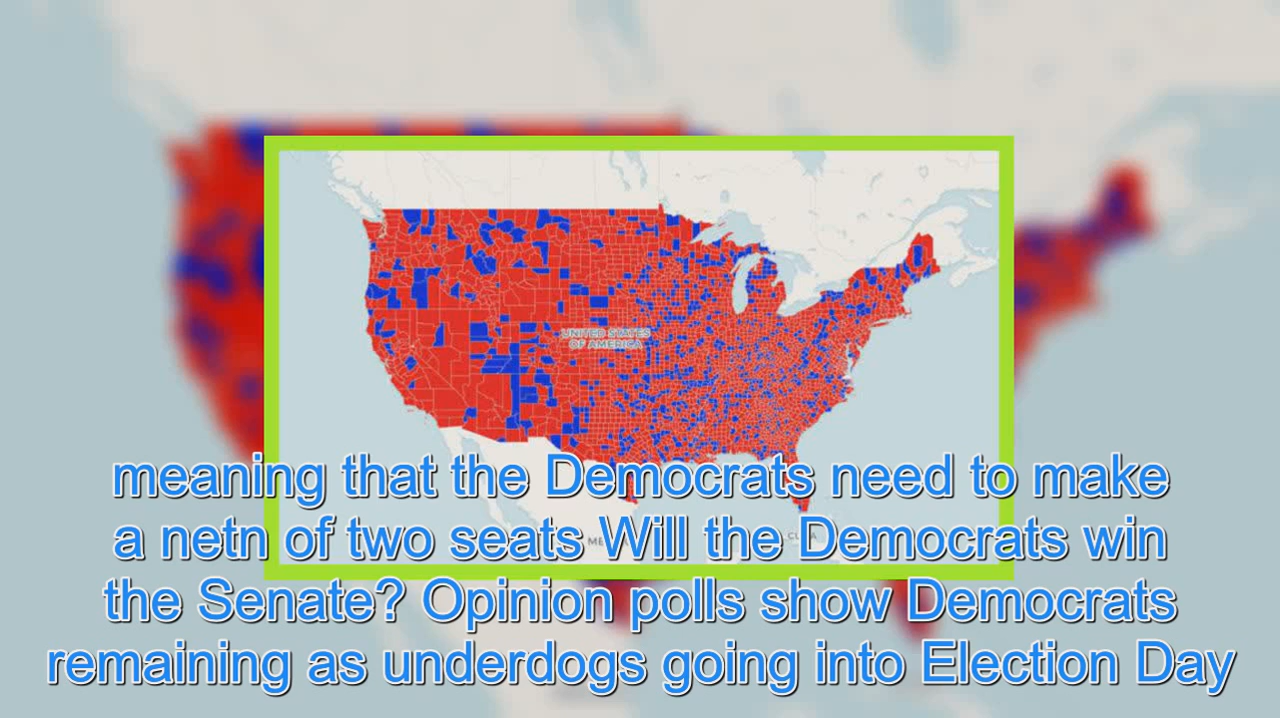 UNITED STATES
OF AMERICA
meaning that the Democrats need to make
a netn of two seats Will the Democrats win
the Senate? Opinion polls show Democrats
remaining as underdogs going into Election Day